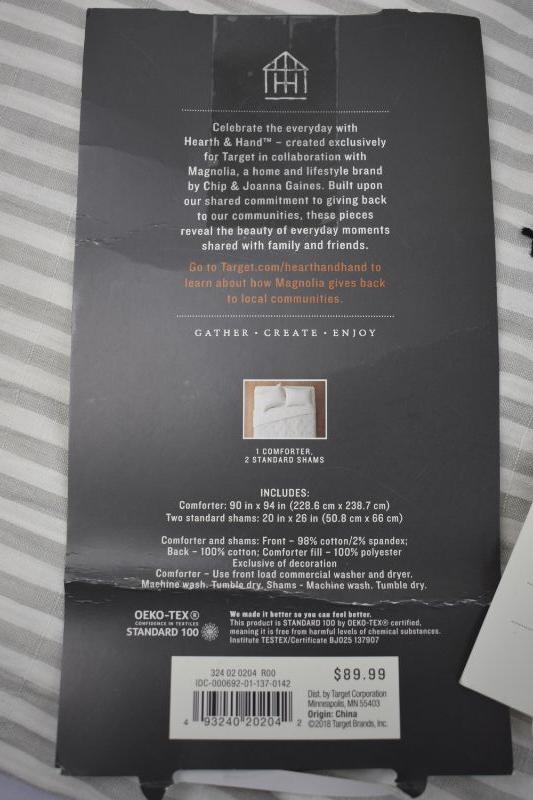 Celebrate the everyday with
Hearth & Hand™ – created exclusively
for Target in collaboration with
Magnolia, a home and lifestyle brand
by Chip & Joanna Gaines. Built upon
our shared commitment to giving back
to our communities, these pieces
reveal the beauty of everyday moments
shared with family and friends.
Go to Target.com/hearthandhand to
learn about how Magnolia gives back
to local communities.
GATHER • CREATE • ENJOY
1 COMFORTER,
2 STANDARD SHAMS
INCLUDES:
Comforter: 90 in x 94 in (228.6 cm x 238.7 cm)
Two standard shams: 20 in x 26 in (50.8 cm x 66 cm)
Comforter and shams: Front – 98% cotton/2% spandex;
Back – 100% cotton; Comforter fill – 100% polyester
Exclusive of decoration
Comforter – Use front load commercial washer and dryer.
Machine wash. Tumble dry. Shams - Machine wash. Tumble dry.
OEKO-TEX®
CONFIDENCE IN TEXTILES
STANDARD 100
We made it better so you can feel better.
This product is STANDARD 100 by OEKO-TEX® certified,
meaning it is free from harmful levels of chemical substances.
Institute TESTEX/Certificate BJ025 137907
324 02 0204 R00
IDC-000692-01-137-0142
4 93240 20204 2
$89.99
Dist. by Target Corporation
Minneapolis, MN 55403
Origin: China
©2018 Target Brands, Inc.